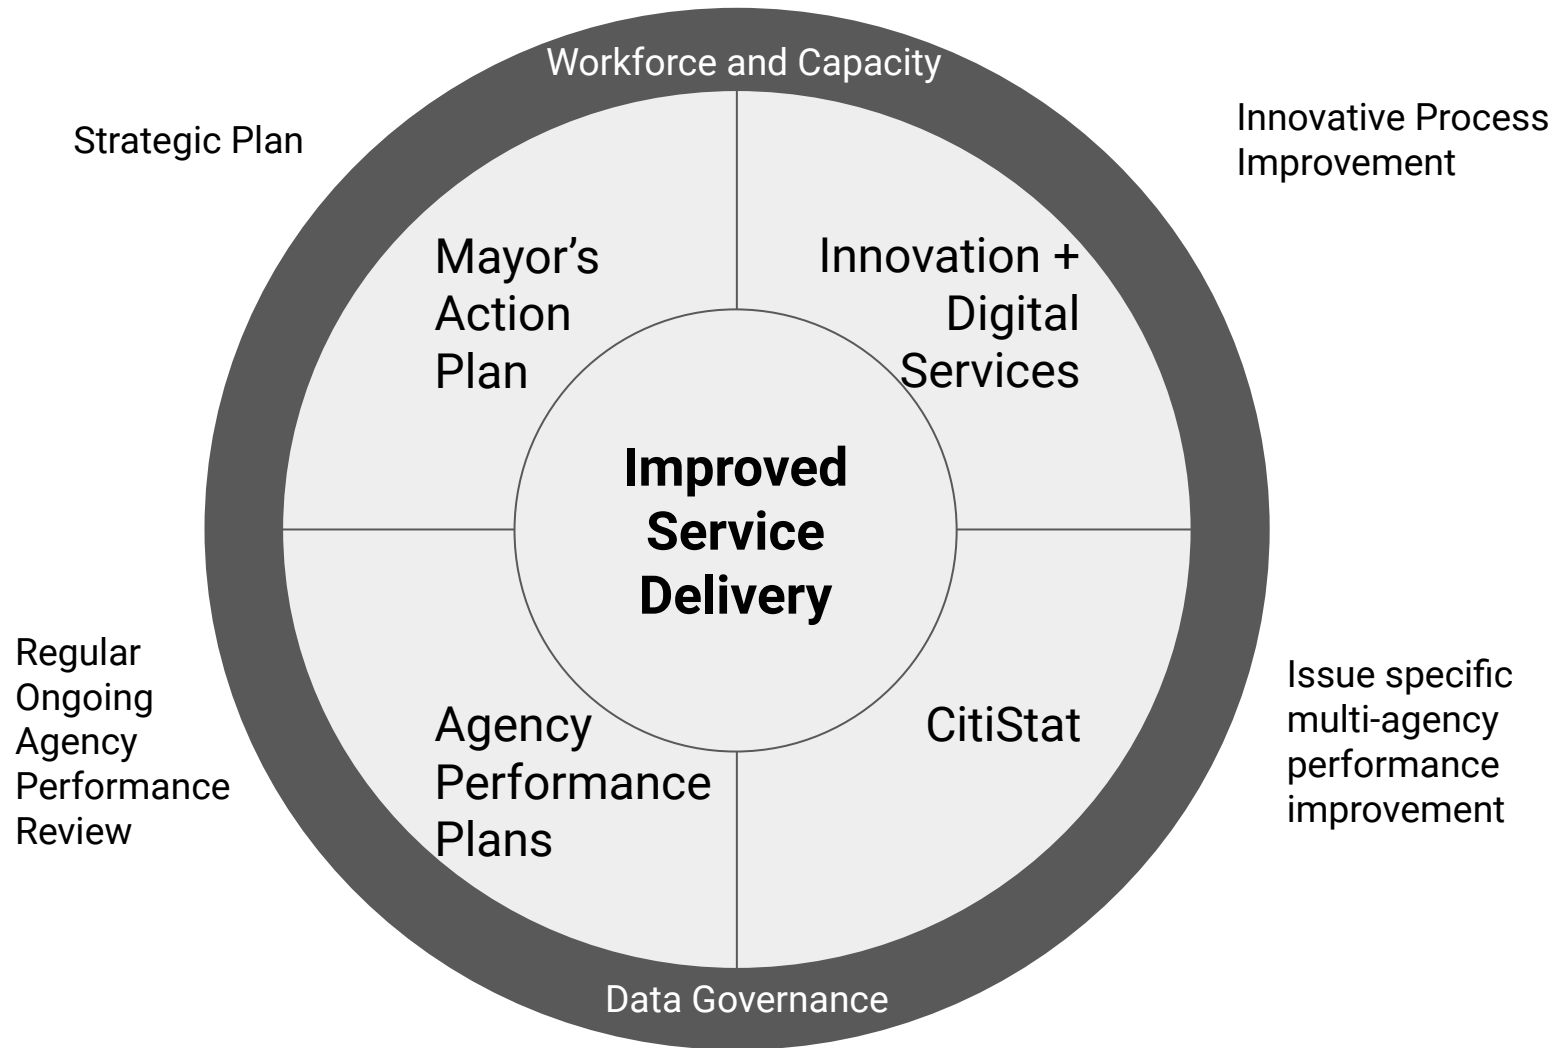 Workforce and Capacity
Strategic Plan
Innovative Process
Improvement
Mayor’s
Action
Plan
Innovation +
Digital
Services
Improved
Service
Delivery
Regular
Ongoing
Agency
Performance
Review
Agency
Performance
Plans
CitiStat
Issue specific
multi-agency
performance
improvement
Data Governance